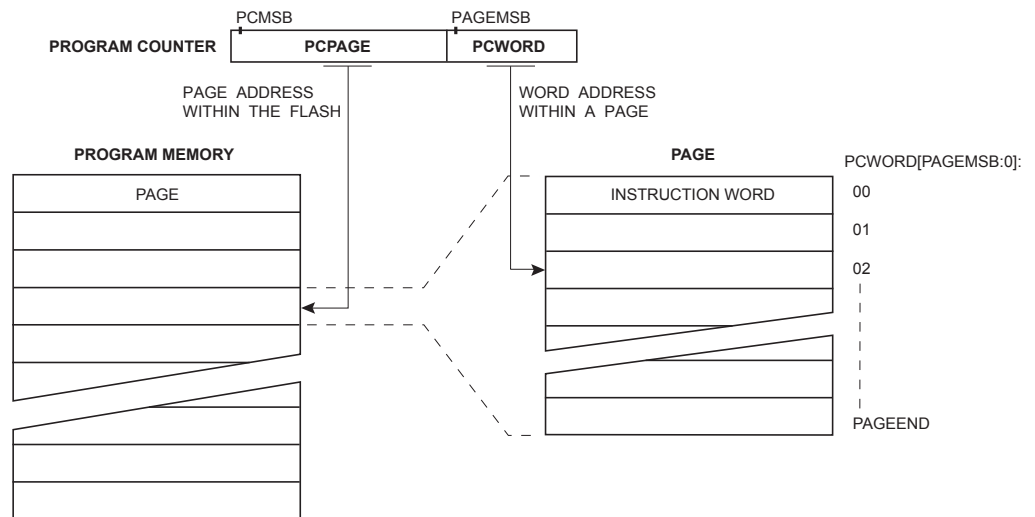 PCMSB
PAGEMSB
PROGRAM COUNTER
PCPAGE
PCWORD
PAGE ADDRESS
WITHIN THE FLASH
WORD ADDRESS
WITHIN A PAGE
PROGRAM MEMORY
PAGE
PCWORD[PAGEMSB:0]:
PAGE
INSTRUCTION WORD
00
01
02
PAGEEND